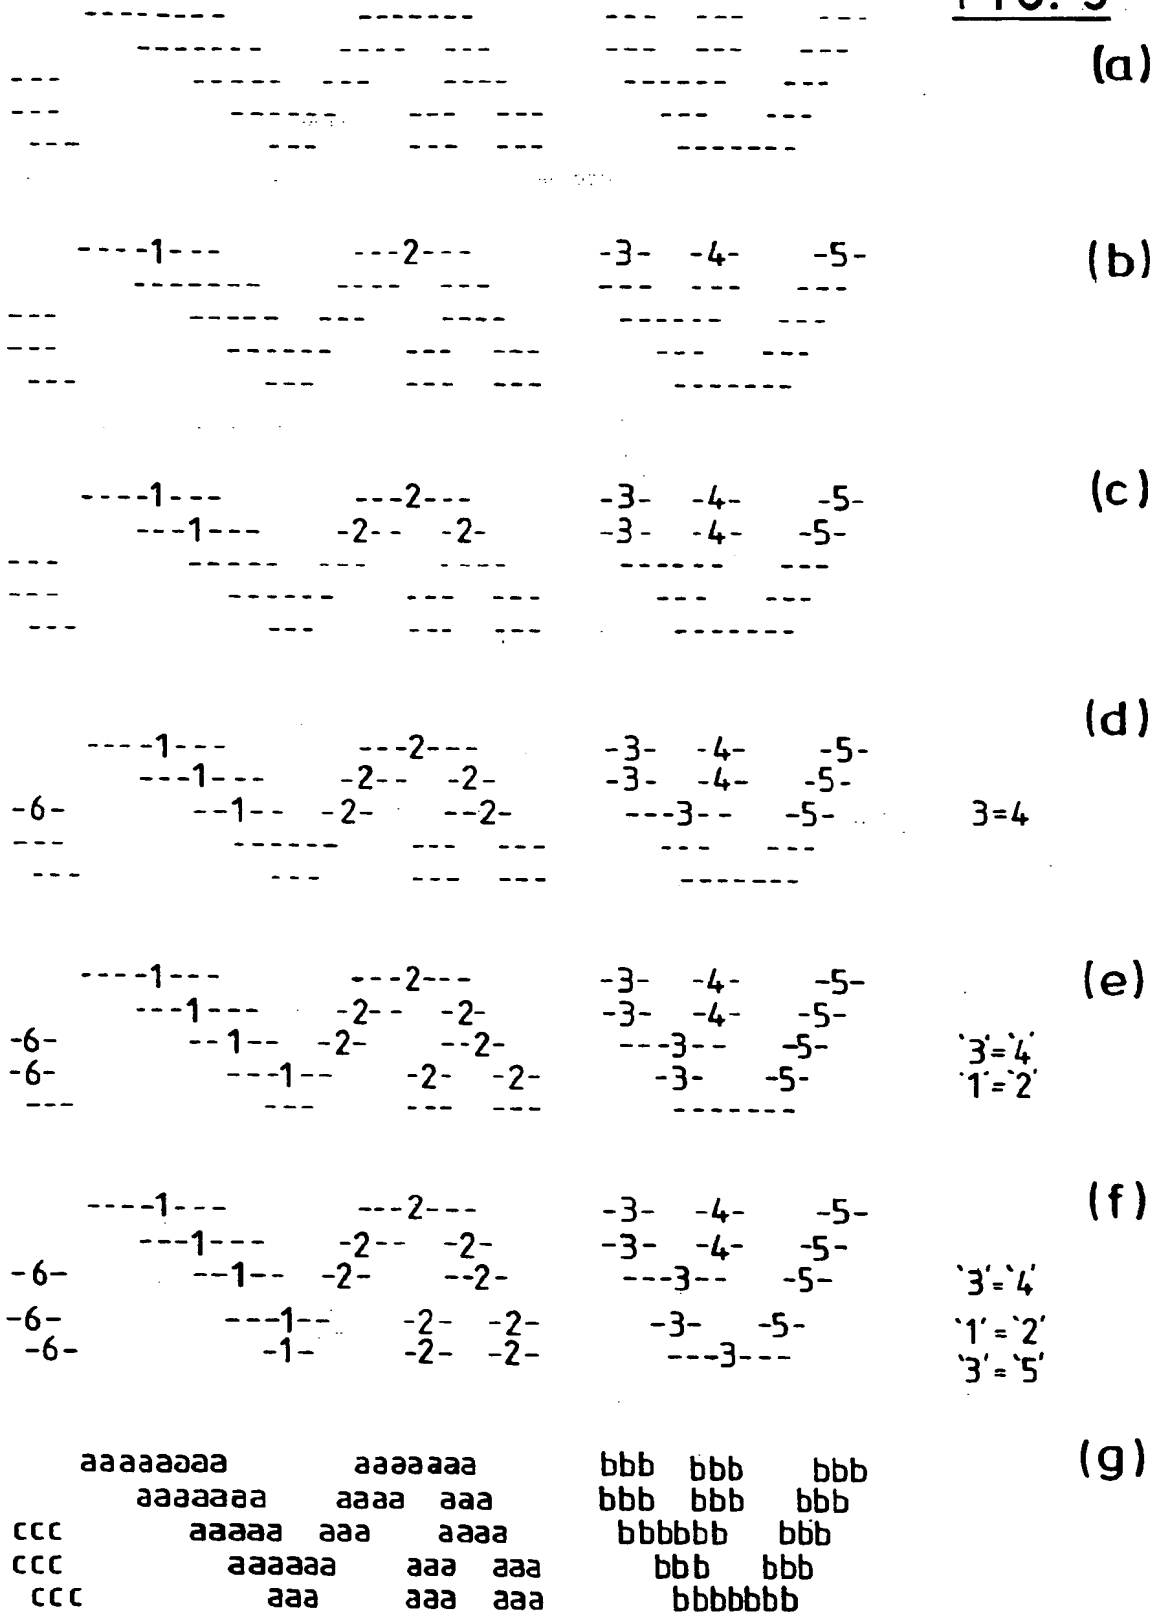 FIG. 5
-------- ------- --- --- ---
(a)
------- ---- --- --- --- ---
--- ----- --- ---- ------ ---
--- ------ --- --- --- ---
--- --- --- --- -------
(b)
----1--- ---2--- -3- -4- -5-
------- ---- --- --- --- ---
--- ----- --- ---- ------ ---
--- ------ --- --- --- ---
--- --- --- --- -------
(c)
----1--- ---2--- -3- -4- -5-
---1--- -2-- -2- -3- -4- -5-
--- ----- --- ---- ------ ---
--- ------ --- --- --- ---
--- --- --- --- -------
(d)
----1--- ---2--- -3- -4- -5-
---1--- -2-- -2- -3- -4- -5-
-6- --1-- -2- --2- ---3-- -5- 3=4
--- ------ --- --- --- ---
--- --- --- --- -------
(e)
----1--- ---2--- -3- -4- -5-
---1--- -2-- -2- -3- -4- -5-
-6- --1-- -2- --2- ---3-- -5- '3'='4'
-6- ---1-- -2- -2- -3- -5- '1'='2'
--- --- --- --- -------
(f)
----1--- ---2--- -3- -4- -5-
---1--- -2-- -2- -3- -4- -5-
-6- --1-- -2- --2- ---3-- -5- '3'='4'
-6- ---1-- -2- -2- -3- -5- '1'='2'
-6- -1- -2- -2- ---3--- '3'='5'
(g)
aaaaaaaa aaaaaaa bbb bbb bbb
aaaaaaa aaaa aaa bbb bbb bbb
ccc aaaaa aaa aaaa bbbbbb bbb
ccc aaaaaa aaa aaa bbb bbb
ccc aaa aaa aaa bbbbbbb